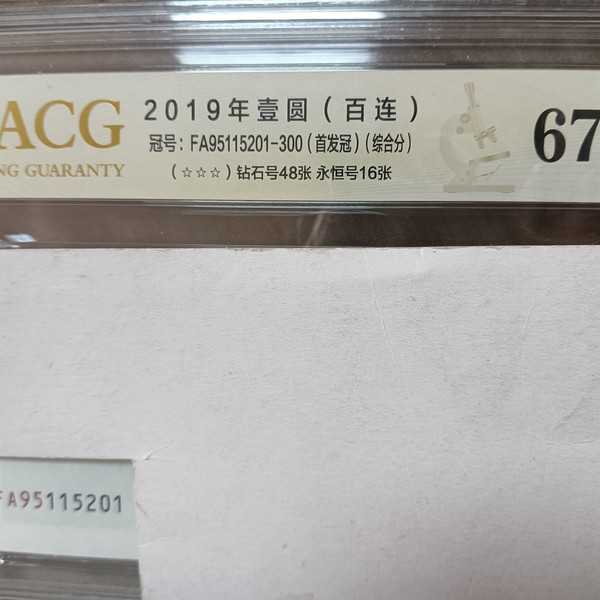 ACG
NG GUARANTY
2019年壹圆(百连)
冠号: FA95115201-300(首发冠)(综合分)
(☆☆☆)钻石号48张 永恒号16张
67
FA95115201